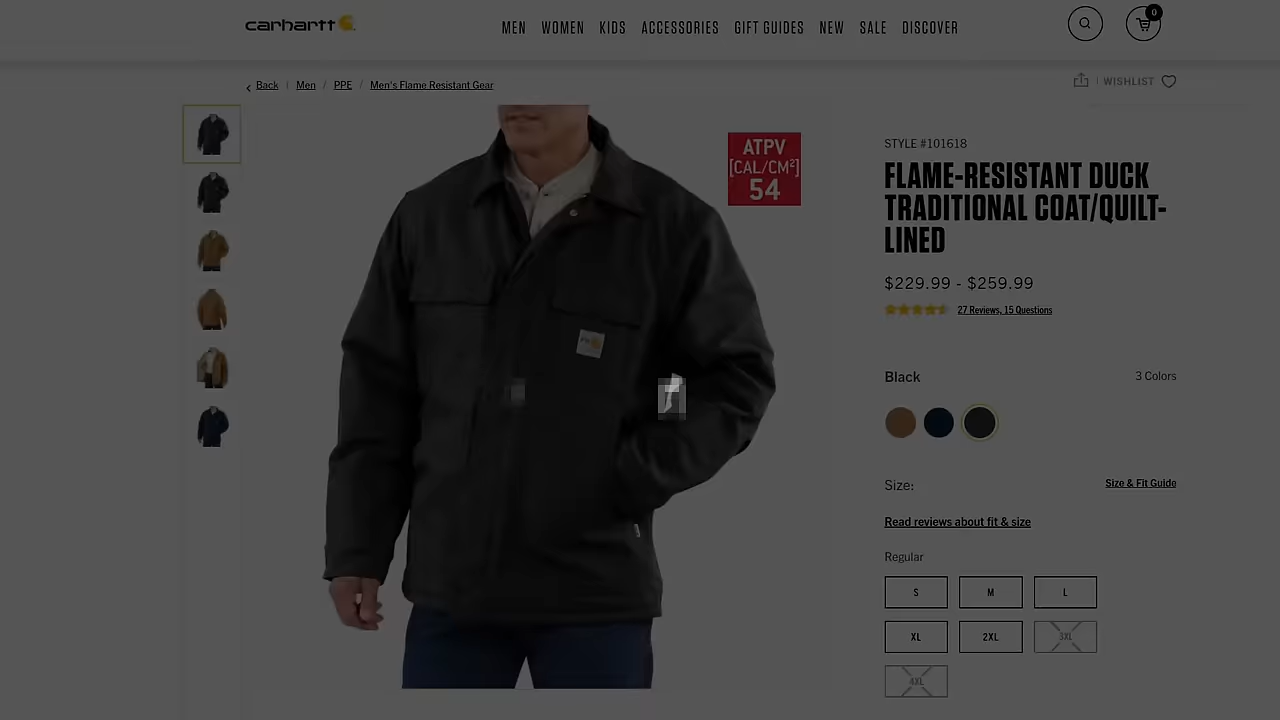 carhartt
MEN WOMEN KIDS ACCESSORIES GIFT GUIDES NEW SALE DISCOVER
0
Back / Men / PPE / Men's Flame Resistant Gear
WISHLIST
ATPV
[CAL/CM²]
54
STYLE #101618
FLAME-RESISTANT DUCK
TRADITIONAL COAT/QUILT-
LINED
$229.99 - $259.99
27 Reviews, 15 Questions
Black
3 Colors
Size:
Size & Fit Guide
Read reviews about fit & size
Regular
S M L
XL 2XL 3XL
4XL